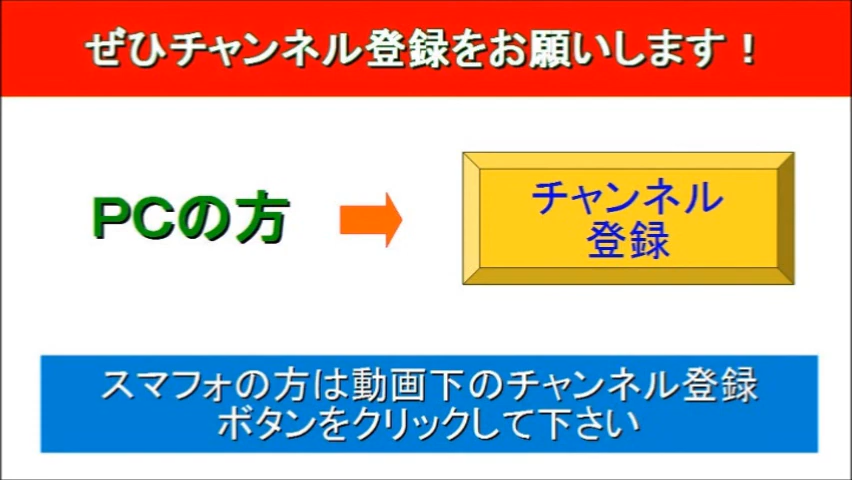 ぜひチャンネル登録をお願いします！
PCの方
チャンネル
登録
スマフォの方は動画下のチャンネル登録
ボタンをクリックして下さい